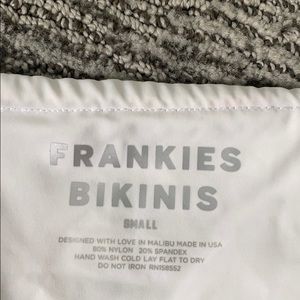 FRANKIES
BIKINIS
SMALL
DESIGNED WITH LOVE IN MALIBU MADE IN USA
80% NYLON 20% SPANDEX
HAND WASH COLD LAY FLAT TO DRY
DO NOT IRON RN158552